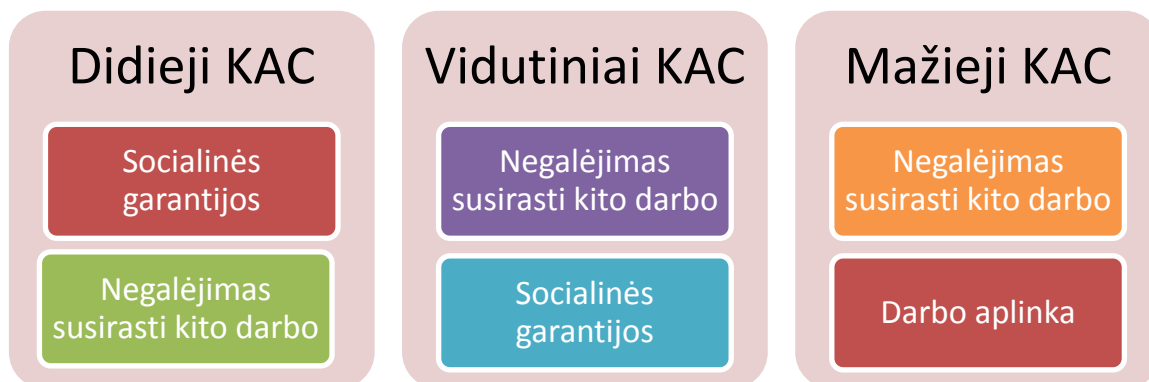 Didieji KAC
Socialinės
garantijos
Negalėjimas
susirasti kito darbo
Vidutiniai KAC
Negalėjimas
susirasti kito darbo
Socialinės
garantijos
Mažieji KAC
Negalėjimas
susirasti kito darbo
Darbo aplinka